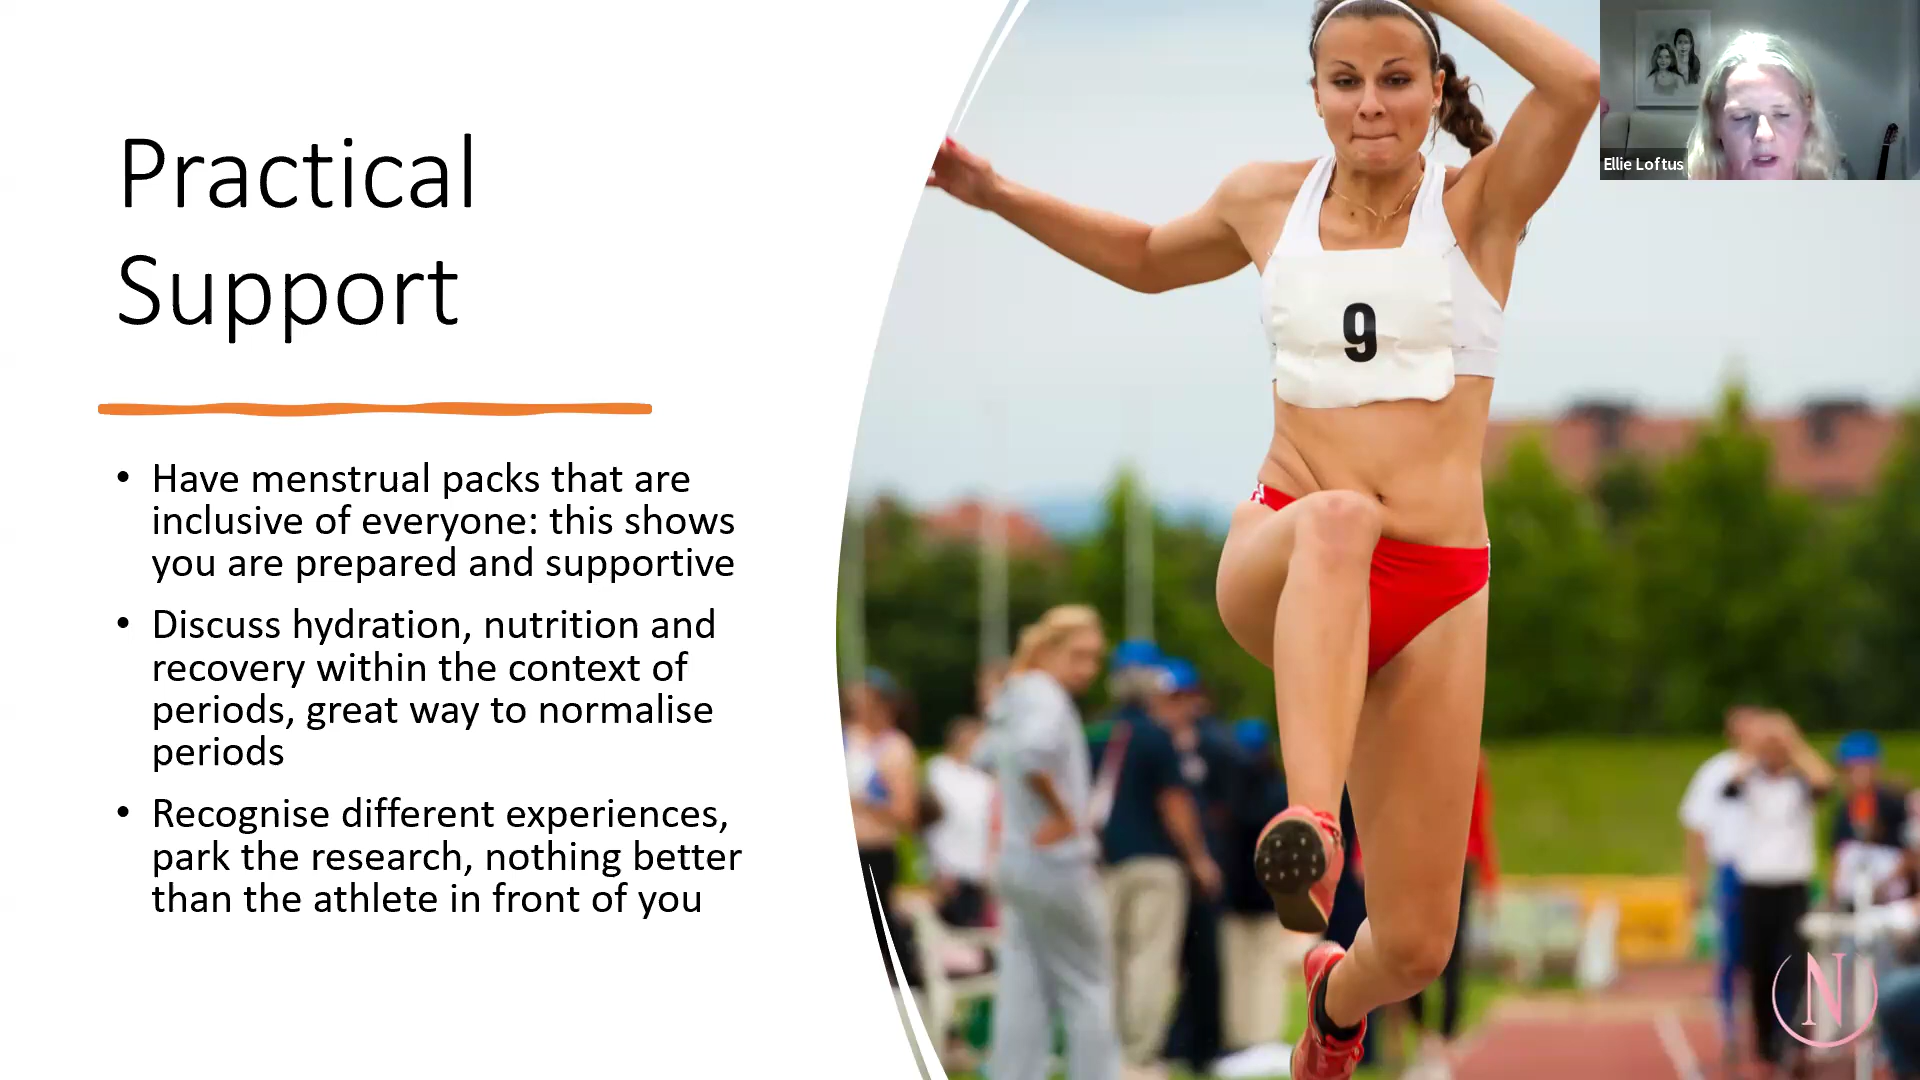 Practical
Support
• Have menstrual packs that are
inclusive of everyone: this shows
you are prepared and supportive
• Discuss hydration, nutrition and
recovery within the context of
periods, great way to normalise
periods
• Recognise different experiences,
park the research, nothing better
than the athlete in front of you
9
Ellie Loftus
N